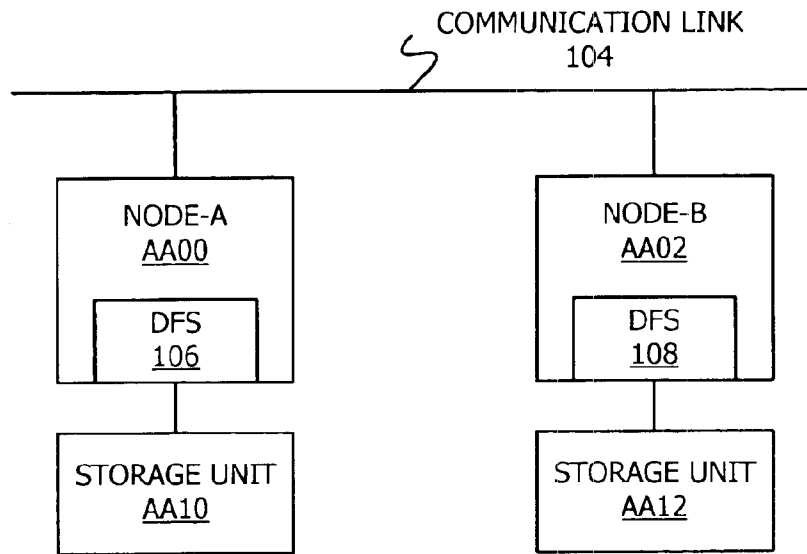 COMMUNICATION LINK
104
NODE-A
AA00
NODE-B
AA02
DFS
106
DFS
108
STORAGE UNIT
AA10
STORAGE UNIT
AA12